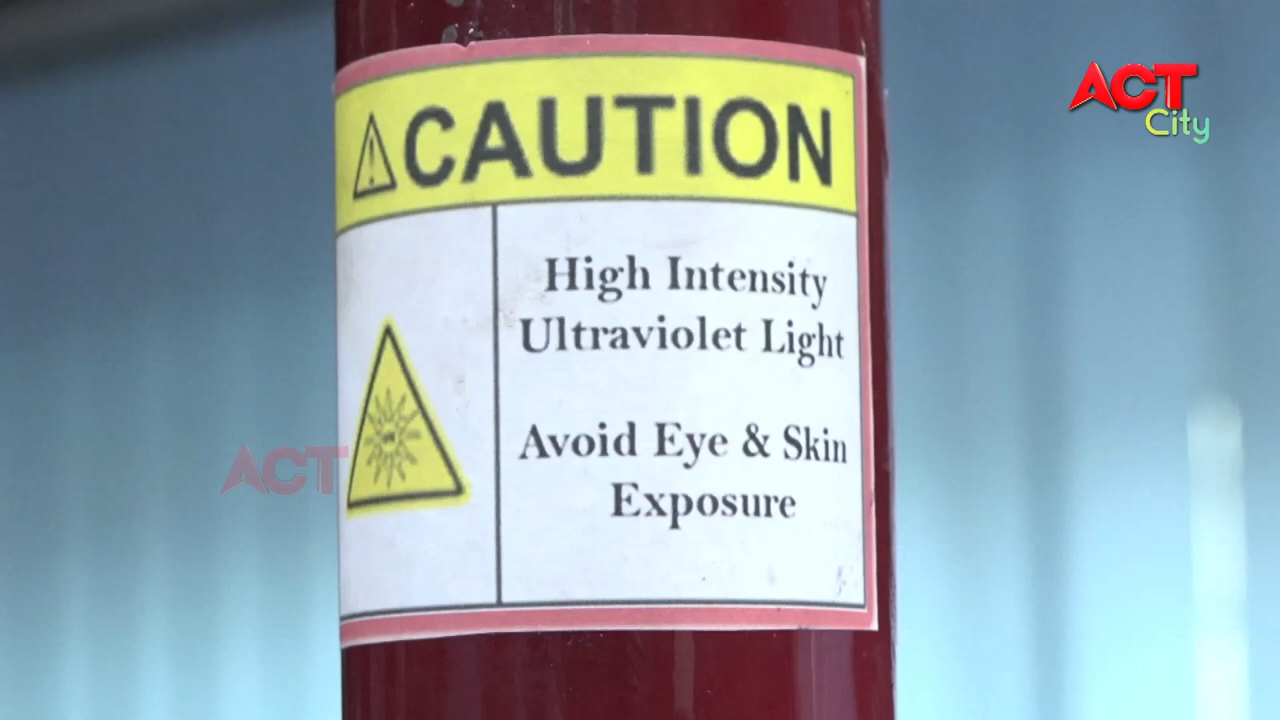 ACT
City
CAUTION
High Intensity
Ultraviolet Light
Avoid Eye & Skin
Exposure
ACT